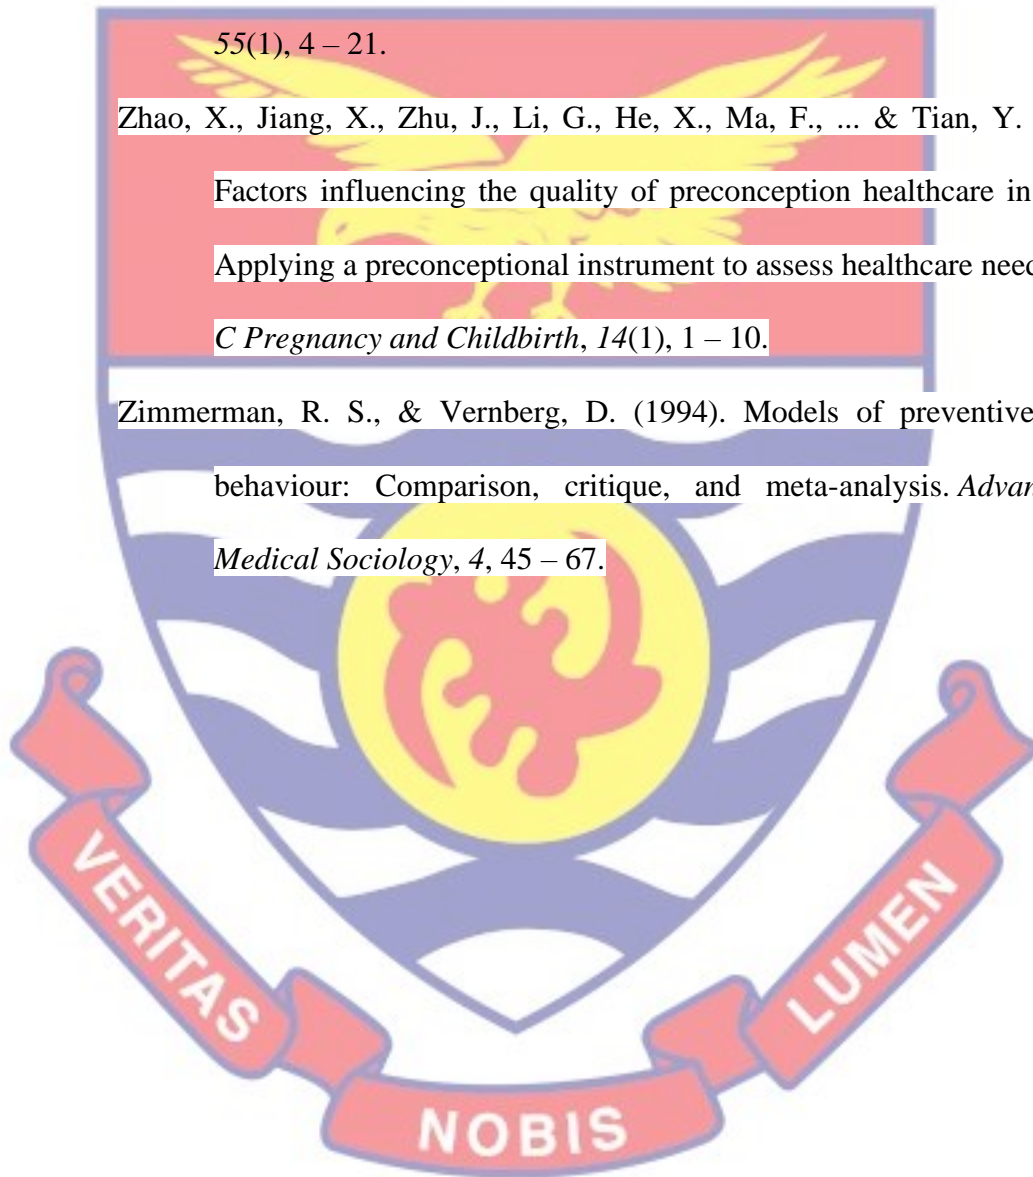 55(1), 4 – 21.
Zhao, X., Jiang, X., Zhu, J., Li, G., He, X., Ma, F., ... & Tian, Y.
Factors influencing the quality of preconception healthcare in
Applying a preconceptional instrument to assess healthcare need
C Pregnancy and Childbirth, 14(1), 1 – 10.
Zimmerman, R. S., & Vernberg, D. (1994). Models of preventive
behaviour: Comparison, critique, and meta-analysis. Advan
Medical Sociology, 4, 45 – 67.
VERITAS
NOBIS
LUMEN